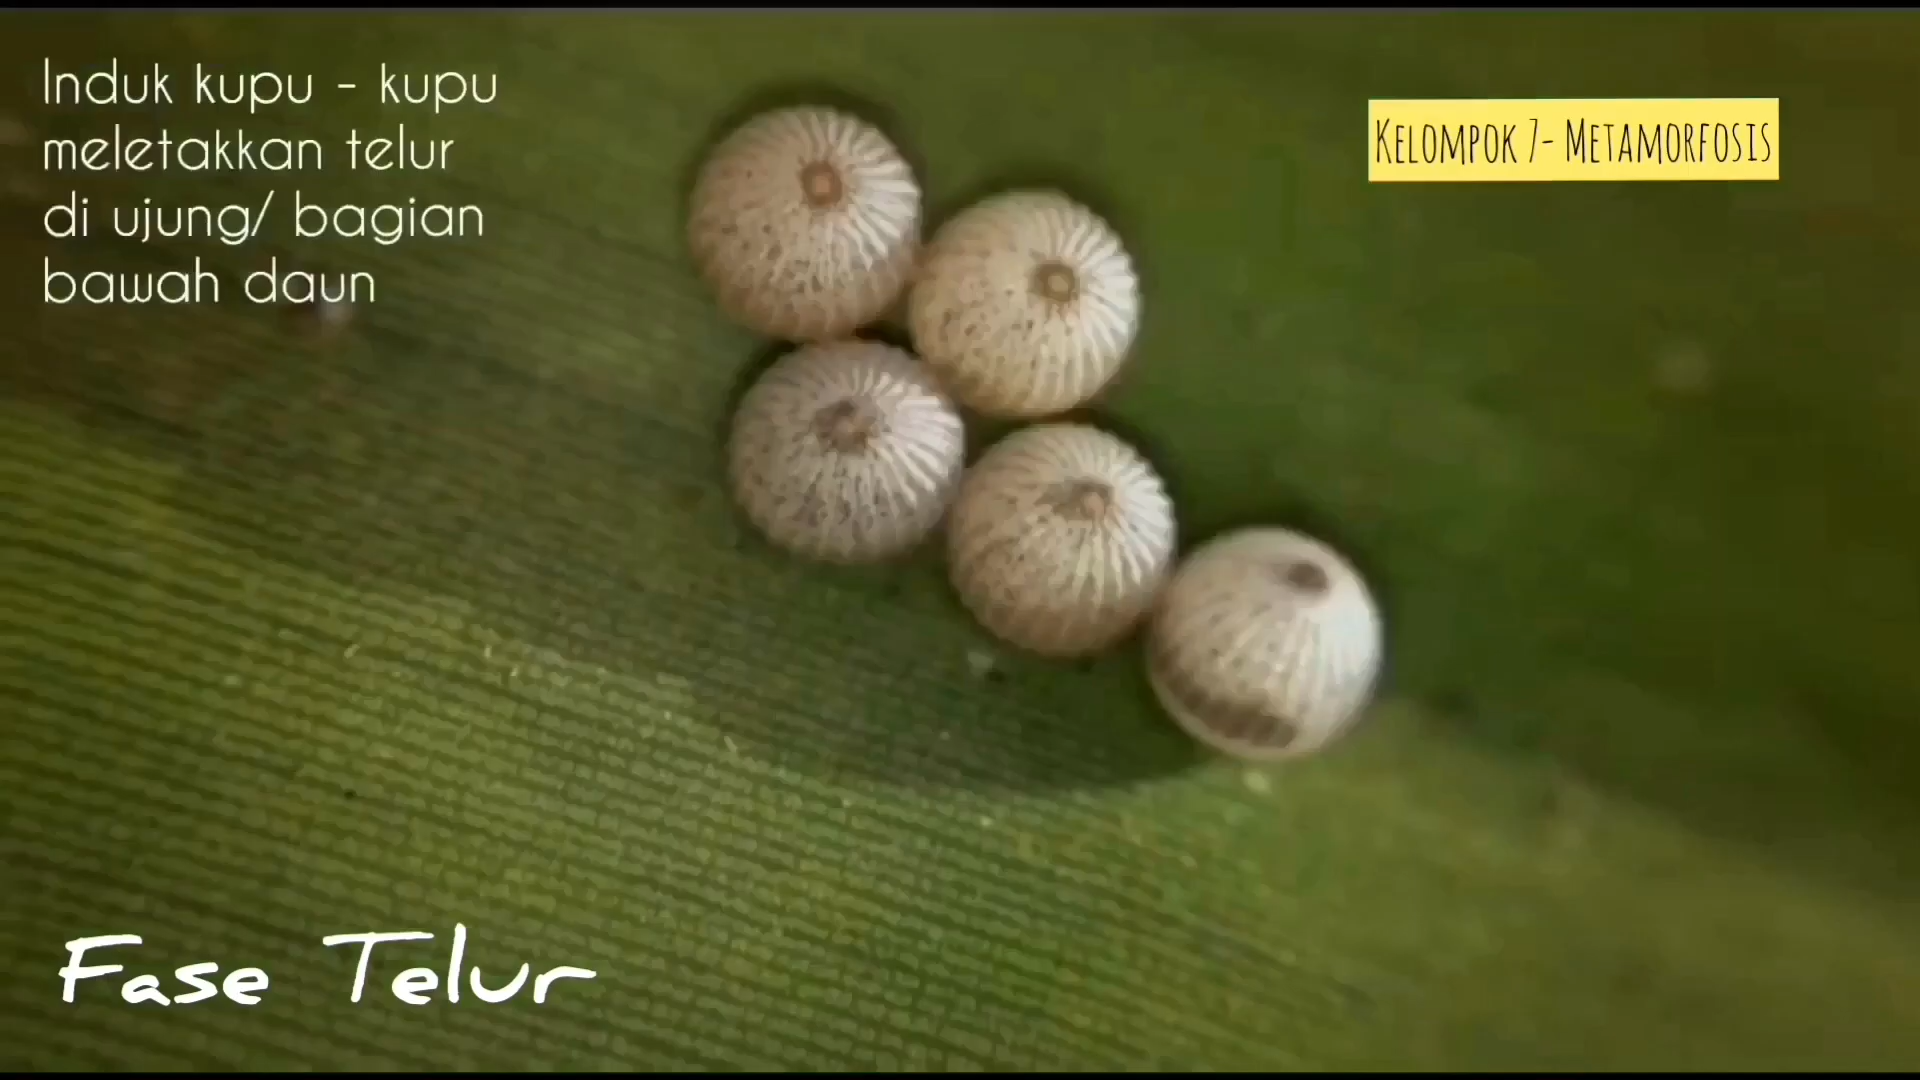 Induk kupu - kupu
meletakkan telur
di ujung/ bagian
bawah daun
Kelompok 7- Metamorfosis
Fase Telur